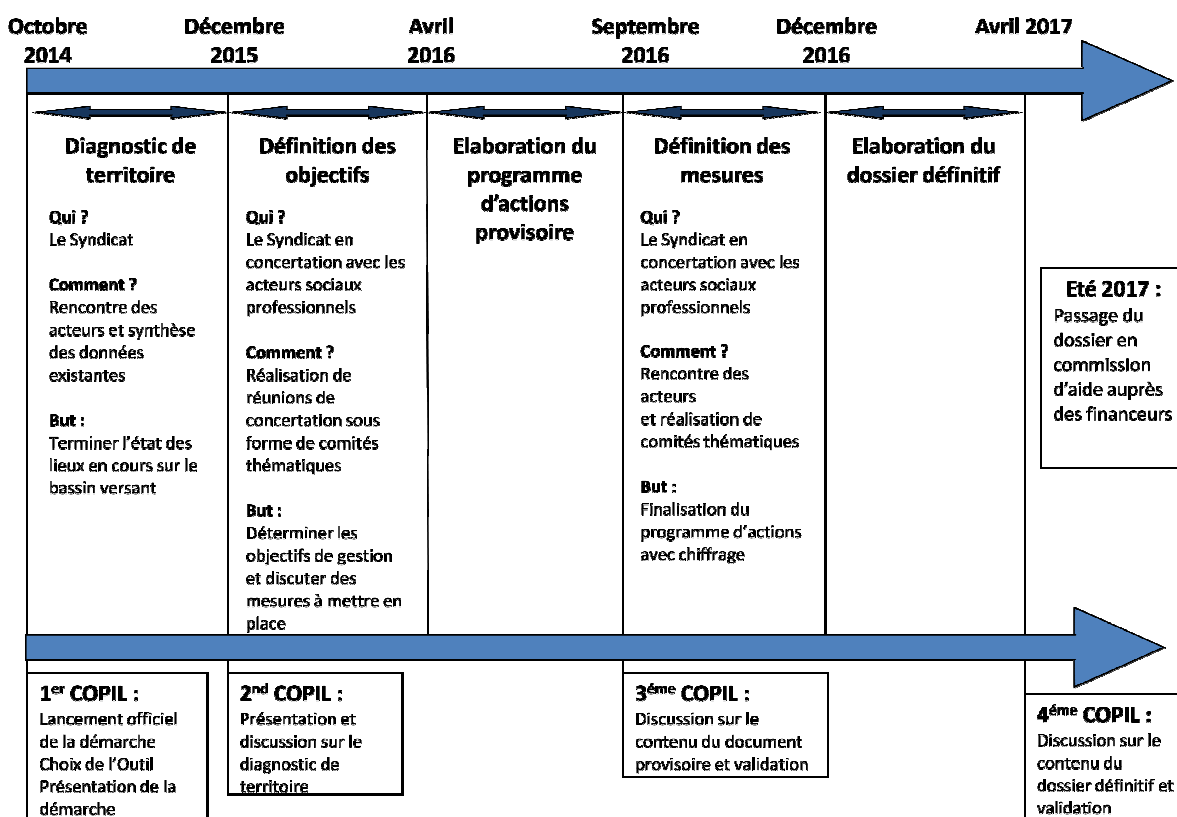 Octobre
2014
Décembre
2015
Avril
2016
Septembre
2016
Décembre
2016
Avril 2017
Diagnostic de
territoire
Qui ?
Le Syndicat
Comment ?
Rencontre des
acteurs et synthèse
des données
existantes
But :
Terminer l'état des
lieux en cours sur le
bassin versant
Définition des
objectifs
Qui ?
Le Syndicat en
concertation avec les
acteurs sociaux
professionnels
Comment ?
Réalisation de
réunions de
concertation sous
forme de comités
thématiques
But :
Déterminer les
objectifs de gestion
et discuter des
mesures à mettre en
place
Elaboration du
programme
d'actions
provisoire
Définition des
mesures
Qui ?
Le Syndicat en
concertation avec les
acteurs sociaux
professionnels
Comment ?
Rencontre des
acteurs
et réalisation de
comités thématiques
But :
Finalisation du
programme d'actions
avec chiffrage
Elaboration du
dossier définitif
Eté 2017 :
Passage du
dossier en
commission
d'aide auprès
des financeurs
1er COPIL :
Lancement officiel
de la démarche
Choix de l'Outil
Présentation de la
démarche
2nd COPIL :
Présentation et
discussion sur le
diagnostic de
territoire
3éme COPIL :
Discussion sur le
contenu du document
provisoire et validation
4éme COPIL :
Discussion sur le
contenu du
dossier définitif et
validation